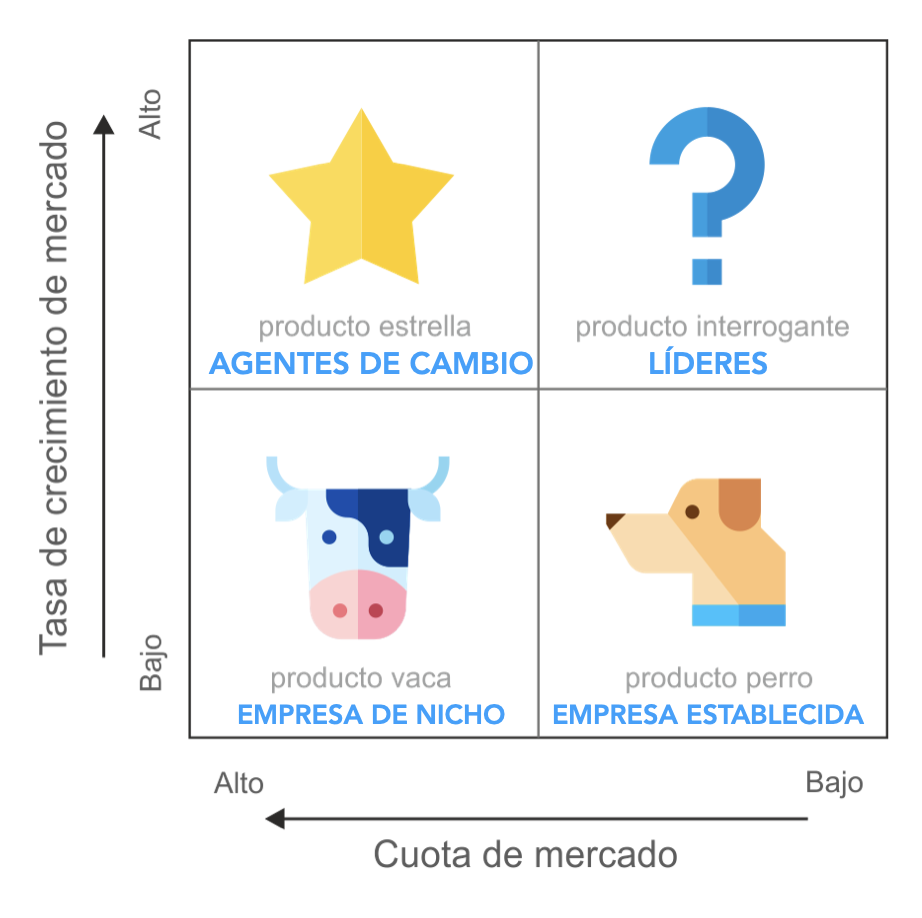 Tasa de crecimiento de mercado
Alto
Bajo
producto estrella
AGENTES DE CAMBIO
producto interrogante
LÍDERES
producto vaca
EMPRESA DE NICHO
producto perro
EMPRESA ESTABLECIDA
Alto
Bajo
Cuota de mercado